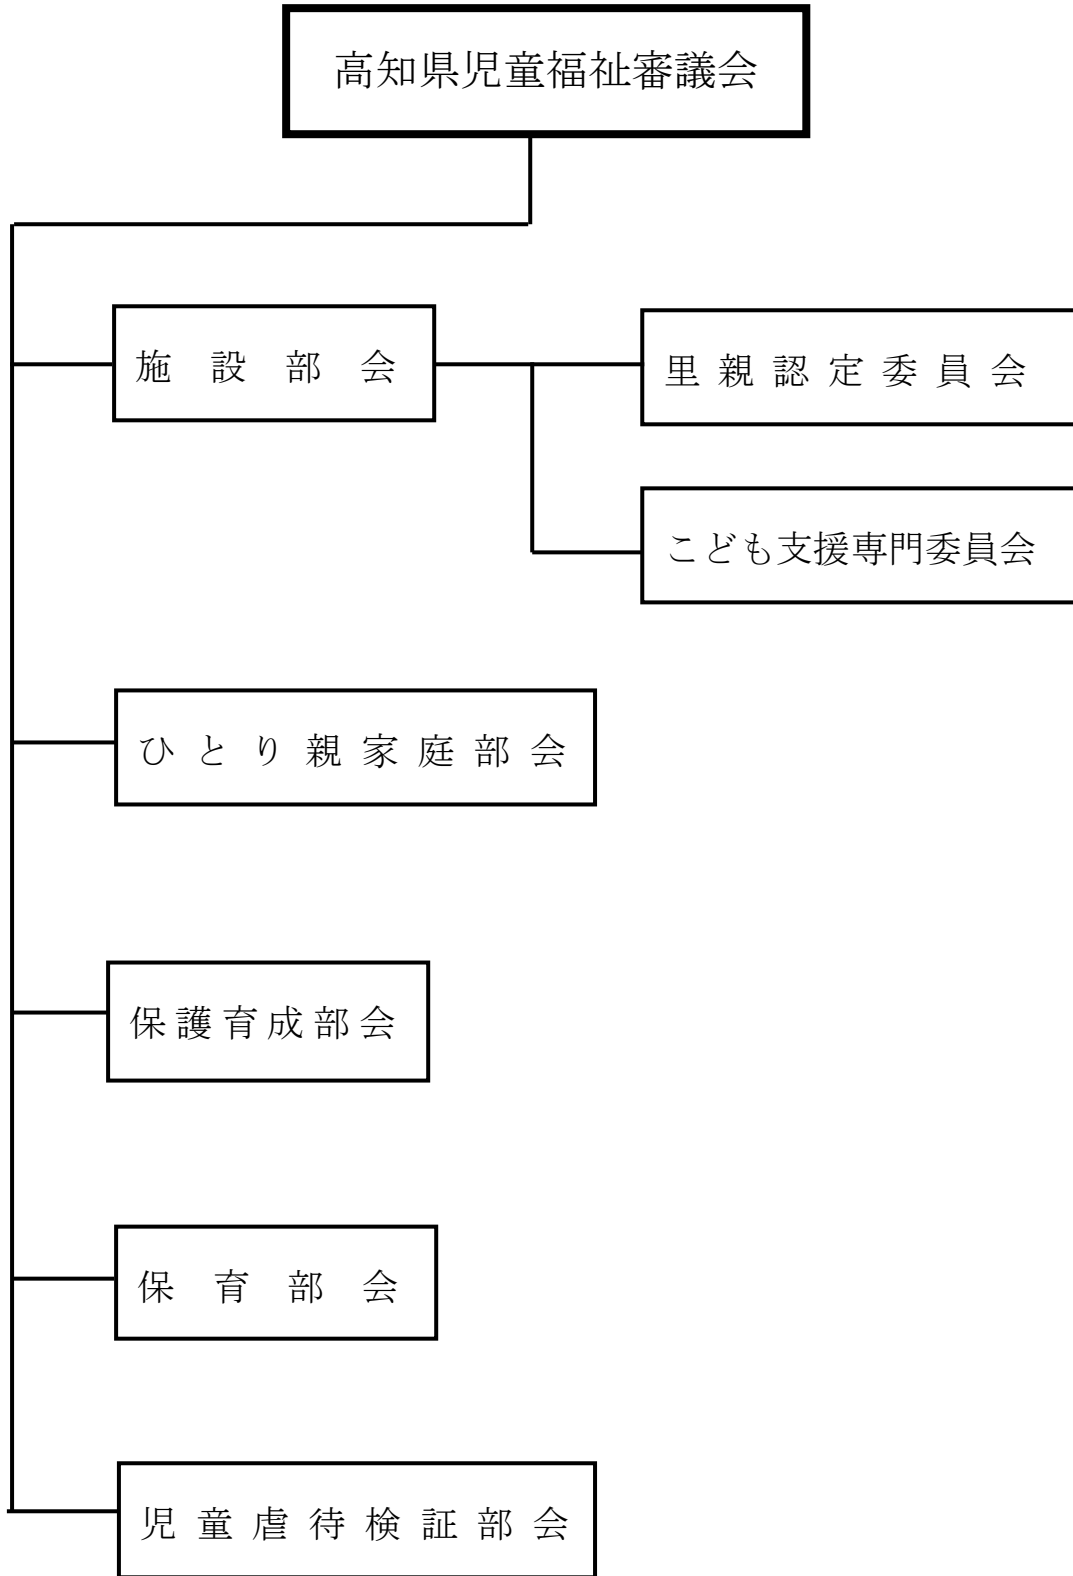 高知県児童福祉審議会
施設部会
里親認定委員会
こども支援専門委員会
ひとり親家庭部会
保護育成部会
保育部会
児童虐待検証部会